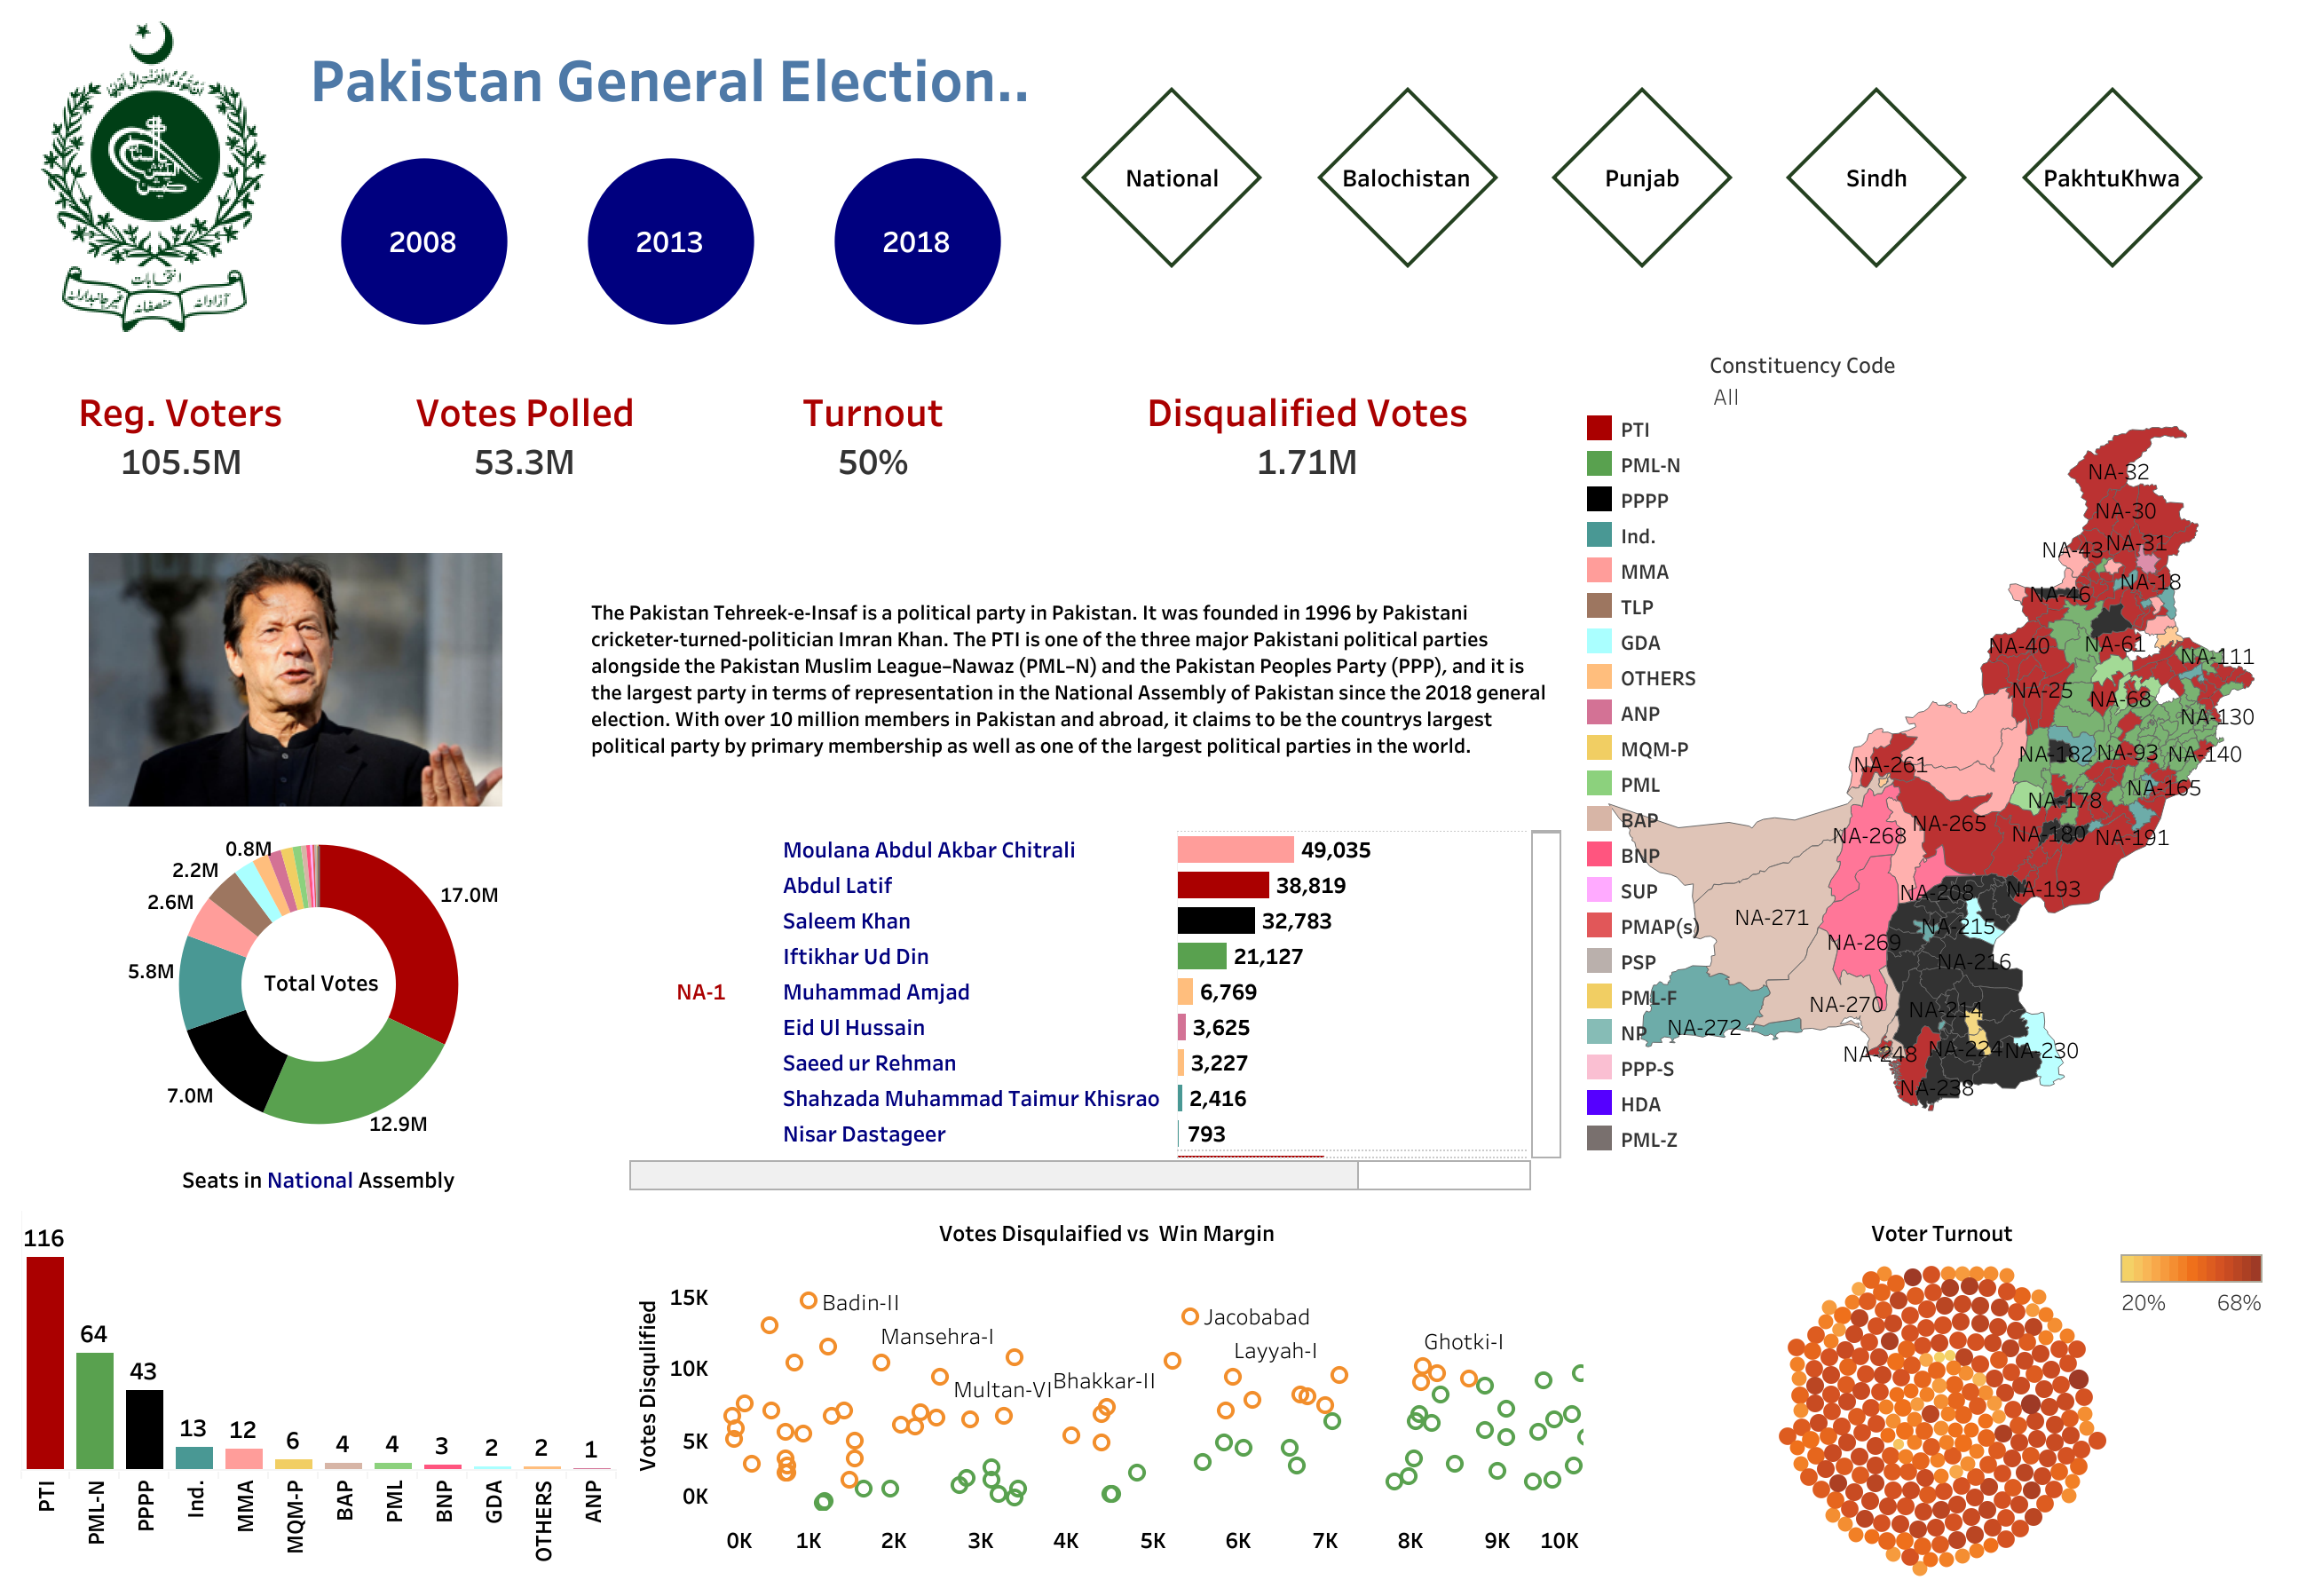 Pakistan General Election..
انتخابات
آزادانہ
منصفانہ
غیرجانبدارانہ
2008
2013
2018
National
Balochistan
Punjab
Sindh
PakhtuKhwa
Reg. Voters
105.5M
Votes Polled
53.3M
Turnout
50%
Disqualified Votes
1.71M
Constituency Code
All
PTI
PML-N
PPPP
Ind.
MMA
TLP
GDA
OTHERS
ANP
MQM-P
PML
BAP
BNP
SUP
PMAP(s)
PSP
PML-F
NP
PPP-S
HDA
PML-Z
NA-32
NA-30
NA-43
NA-31
NA-18
NA-46
NA-40
NA-61
NA-111
NA-25
NA-68
NA-130
NA-182
NA-93
NA-140
NA-261
NA-178
NA-165
NA-268
NA-265
NA-180
NA-191
NA-208
NA-193
NA-271
NA-215
NA-269
NA-216
NA-270
NA-214
NA-272
NA-248
NA-224
NA-230
NA-238
The Pakistan Tehreek-e-Insaf is a political party in Pakistan. It was founded in 1996 by Pakistani
cricketer-turned-politician Imran Khan. The PTI is one of the three major Pakistani political parties
alongside the Pakistan Muslim League–Nawaz (PML–N) and the Pakistan Peoples Party (PPP), and it is
the largest party in terms of representation in the National Assembly of Pakistan since the 2018 general
election. With over 10 million members in Pakistan and abroad, it claims to be the countrys largest
political party by primary membership as well as one of the largest political parties in the world.
0.8M
2.2M
2.6M
5.8M
7.0M
12.9M
17.0M
Total Votes
NA-1
Moulana Abdul Akbar Chitrali 49,035
Abdul Latif 38,819
Saleem Khan 32,783
Iftikhar Ud Din 21,127
Muhammad Amjad 6,769
Eid Ul Hussain 3,625
Saeed ur Rehman 3,227
Shahzada Muhammad Taimur Khisrao 2,416
Nisar Dastageer 793
Seats in National Assembly
116
64
43
13
12
6
4
4
3
2
2
1
PTI
PML-N
PPPP
Ind.
MMA
MQM-P
BAP
PML
BNP
GDA
OTHERS
ANP
Votes Disqulaified vs Win Margin
Votes Disqulified
15K
10K
5K
0K
Badin-II
Mansehra-I
Multan-VI
Bhakkar-II
Jacobabad
Layyah-I
Ghotki-I
0K 1K 2K 3K 4K 5K 6K 7K 8K 9K 10K
Voter Turnout
20% 68%